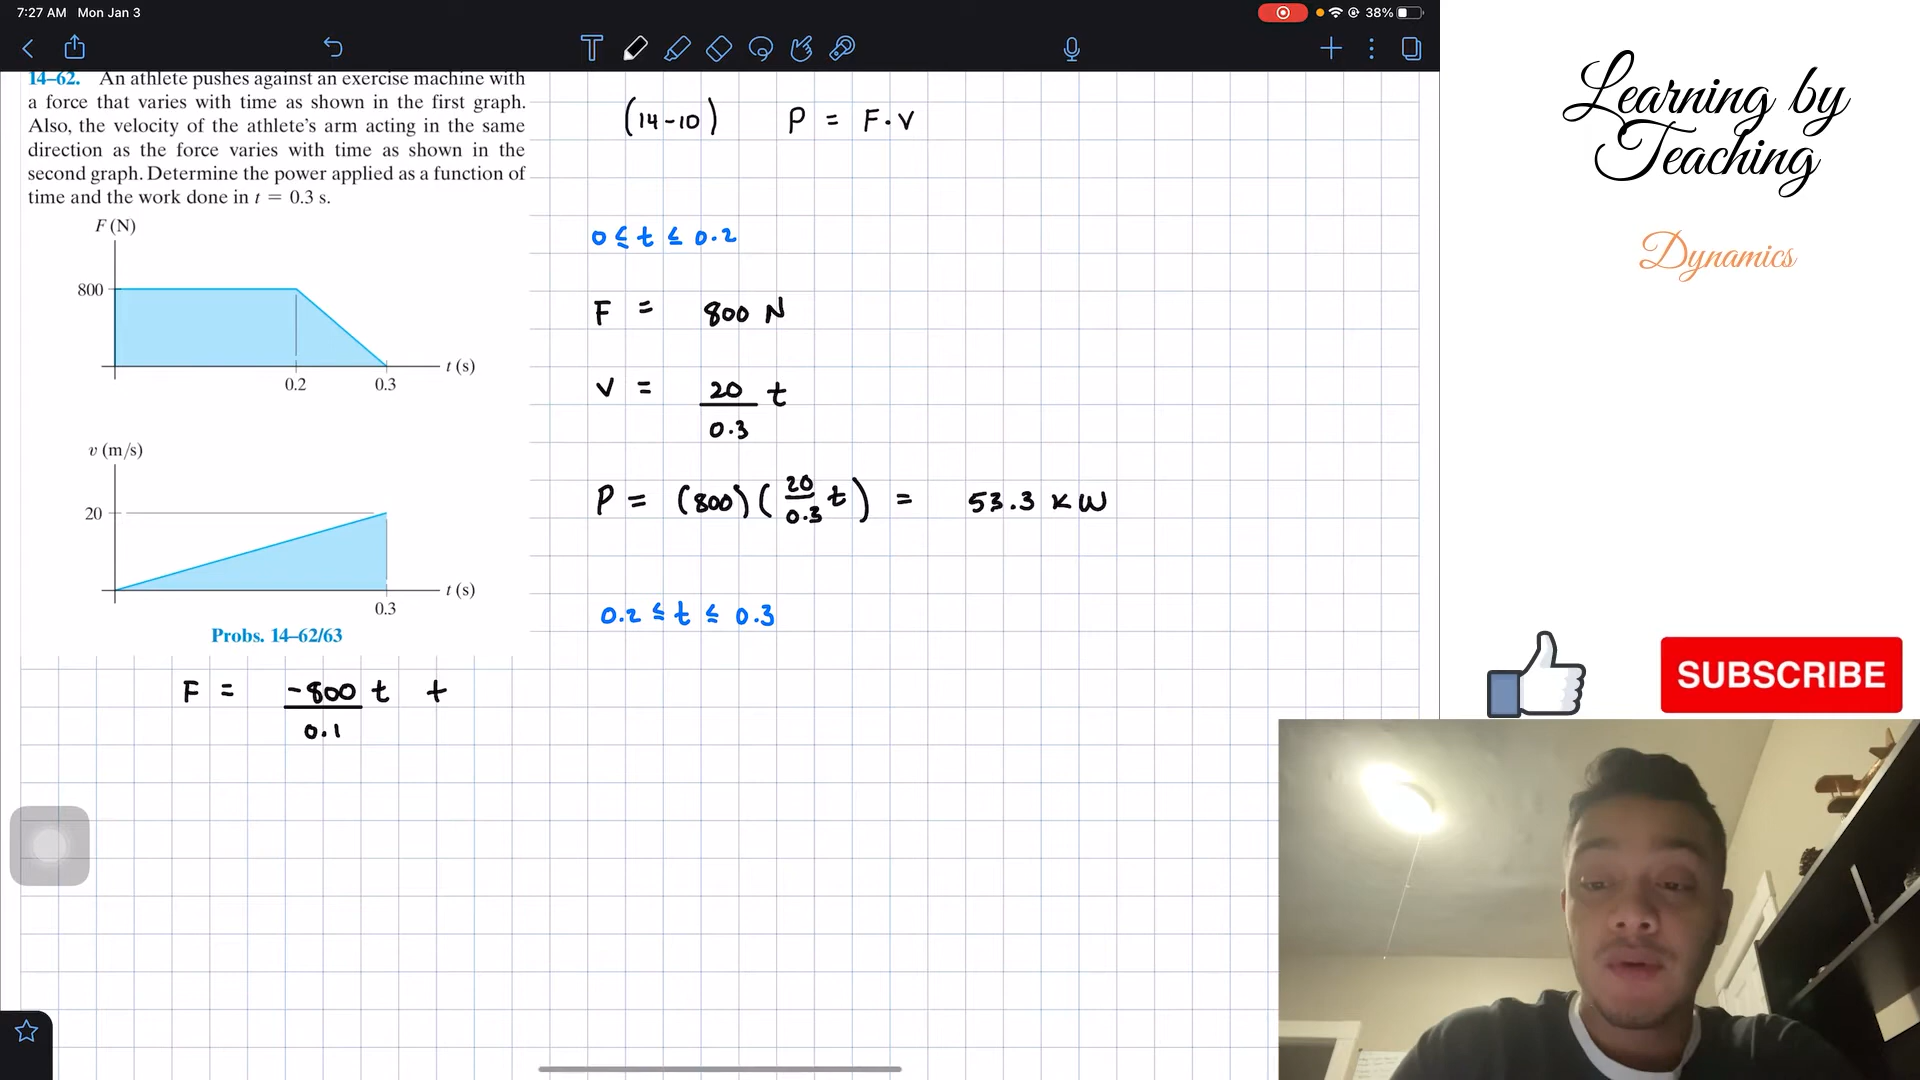 7:27 AM Mon Jan 3
38%
14–62. An athlete pushes against an exercise machine with
a force that varies with time as shown in the first graph.
Also, the velocity of the athlete's arm acting in the same
direction as the force varies with time as shown in the
second graph. Determine the power applied as a function of
time and the work done in t = 0.3 s.
F (N)
800
t (s)
0.2 0.3
v (m/s)
20
t (s)
0.3
Probs. 14–62/63
F = -800/0.1 t +
(14-10) P = F·V
0 ≤ t ≤ 0.2
F = 800 N
V = 20/0.3 t
P = (800)(20/0.3 t) = 53.3 kW
0.2 ≤ t ≤ 0.3
Learning by
Teaching
Dynamics
SUBSCRIBE